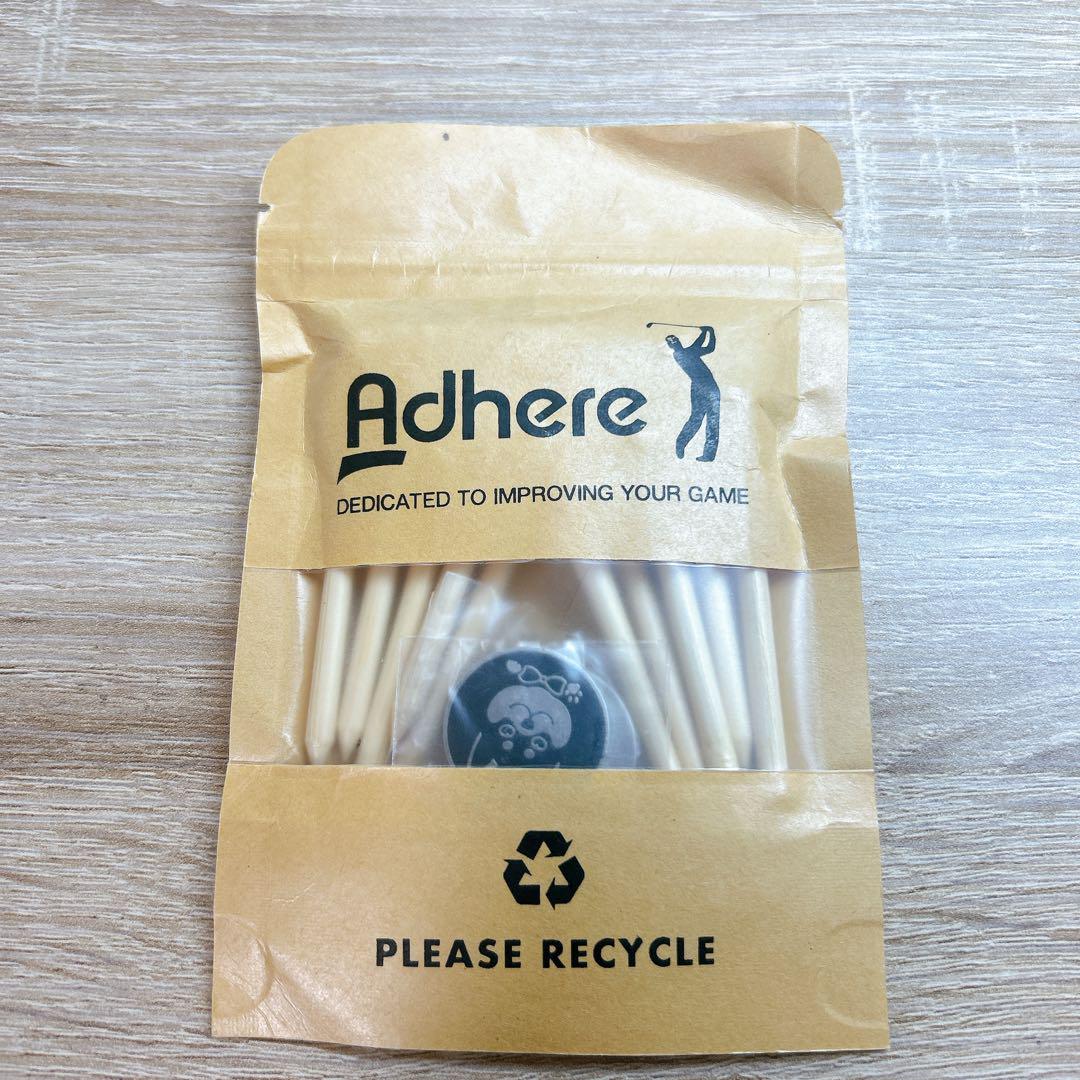 Adhere
DEDICATED TO IMPROVING YOUR GAME
PLEASE RECYCLE